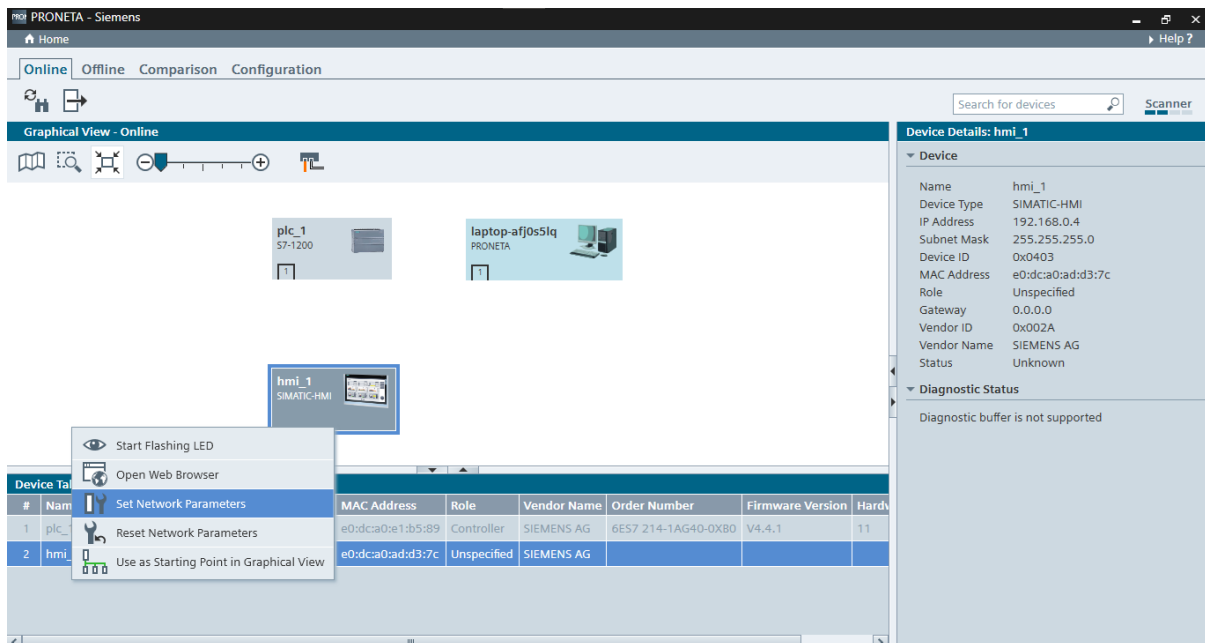 PRONETA - Siemens
Home
Help ?
Online Offline Comparison Configuration
Search for devices
Scanner
Graphical View - Online
plc_1
S7-1200
1
laptop-afj0s5lq
PRONETA
1
hmi_1
SIMATIC-HMI
Start Flashing LED
Open Web Browser
Set Network Parameters
Reset Network Parameters
Use as Starting Point in Graphical View
# MAC Address Role Vendor Name Order Number Firmware Version
1 e0:dc:a0:e1:b5:89 Controller SIEMENS AG 6ES7 214-1AG40-0XB0 V4.4.1 11
2 e0:dc:a0:ad:d3:7c Unspecified SIEMENS AG
Device Details: hmi_1
Device
Name hmi_1
Device Type SIMATIC-HMI
IP Address 192.168.0.4
Subnet Mask 255.255.255.0
Device ID 0x0403
MAC Address e0:dc:a0:ad:d3:7c
Role Unspecified
Gateway 0.0.0.0
Vendor ID 0x002A
Vendor Name SIEMENS AG
Status Unknown
Diagnostic Status
Diagnostic buffer is not supported